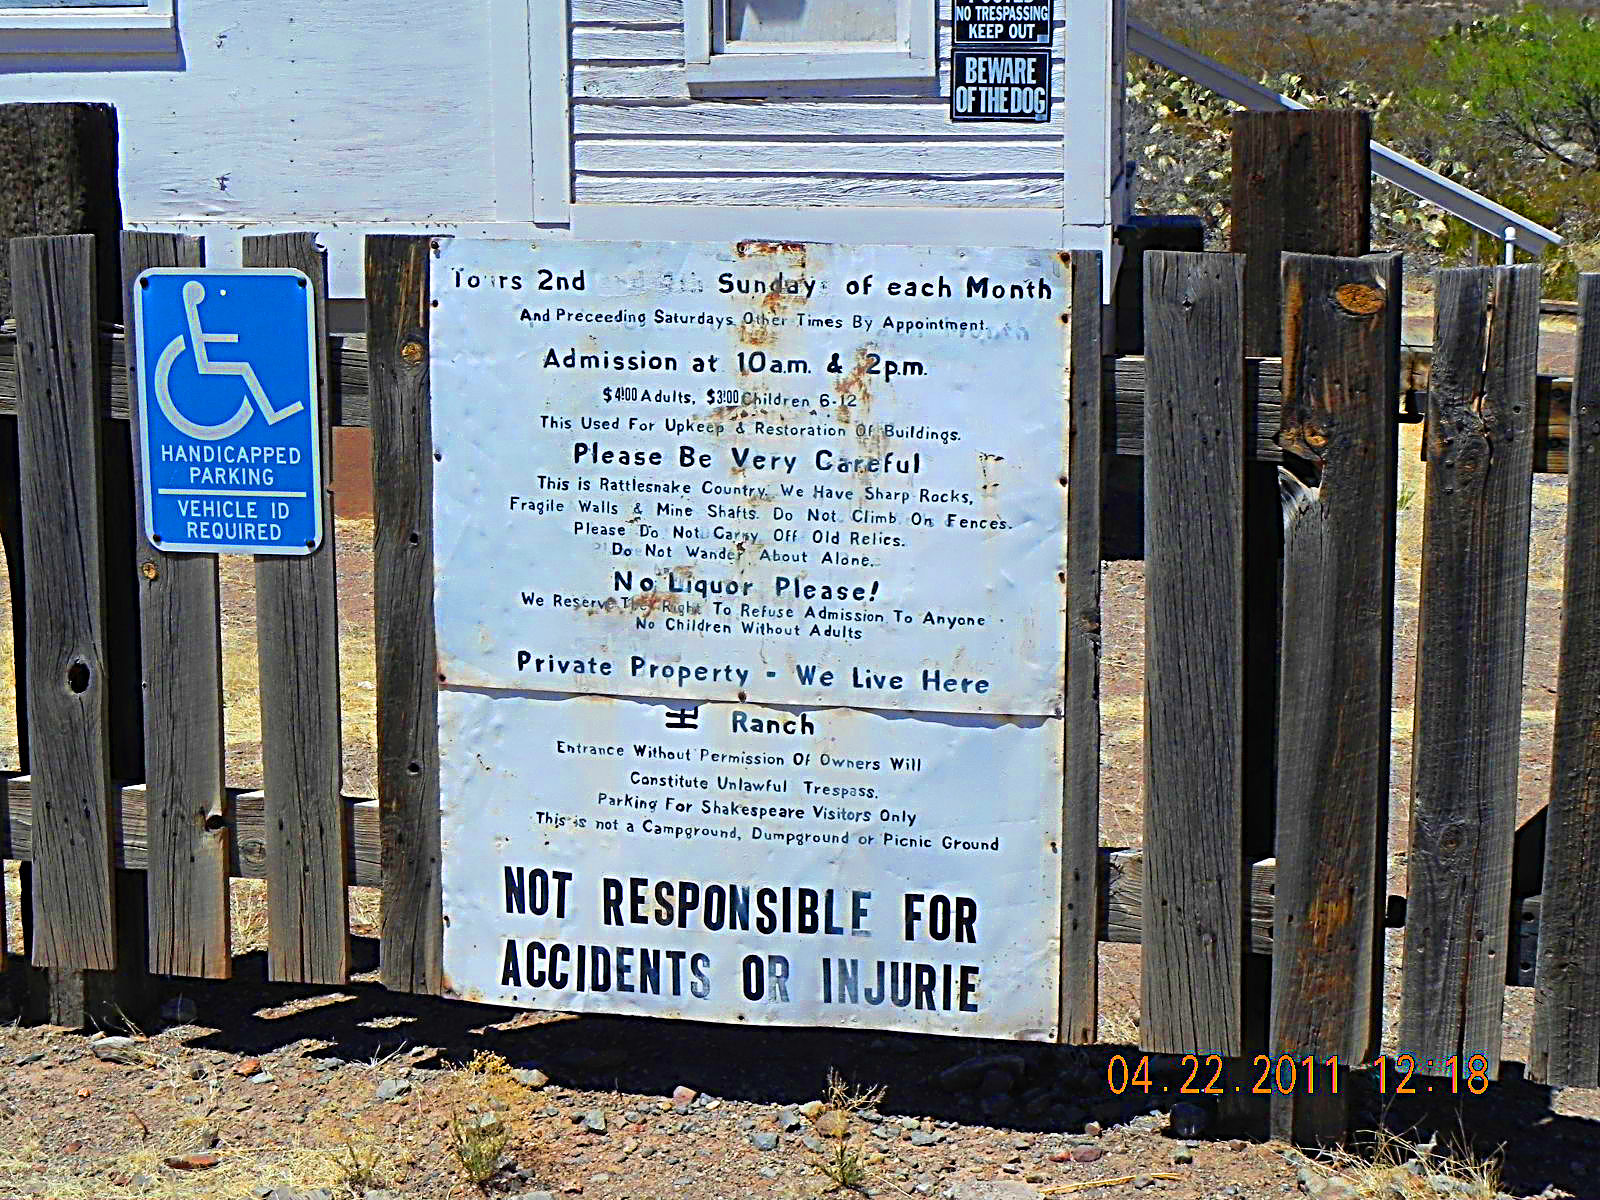 NO TRESPASSING
KEEP OUT
BEWARE
OF THE DOG
HANDICAPPED
PARKING
VEHICLE ID
REQUIRED
Tours 2nd Sunday of each Month
And Preceeding Saturdays. Other Times By Appointment.
Admission at 10am. & 2p.m.
$4.00 Adults, $3.00 Children 6-12
This Used For Upkeep & Restoration Of Buildings.
Please Be Very Careful
This is Rattlesnake Country. We Have Sharp Rocks,
Fragile Walls & Mine Shafts. Do Not Climb On Fences.
Please Do Not Carry Off Old Relics.
Do Not Wander About Alone.
No Liquor Please!
We Reserve The Right To Refuse Admission To Anyone
No Children Without Adults
Private Property - We Live Here
Ranch
Entrance Without Permission Of Owners Will
Constitute Unlawful Trespass.
Parking For Shakespeare Visitors Only
This is not a Campground, Dumpground or Picnic Ground
NOT RESPONSIBLE FOR
ACCIDENTS OR INJURIE
04.22.2011 12:18